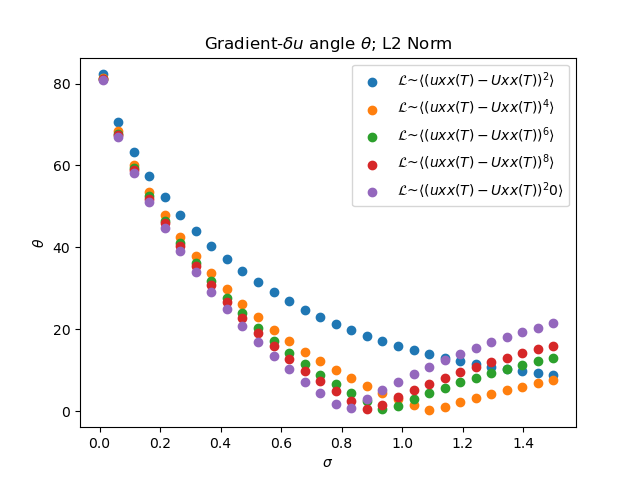 Gradient-δu angle θ; L2 Norm
ℒ~⟨(uxx(T) − Uxx(T))²⟩
ℒ~⟨(uxx(T) − Uxx(T))⁴⟩
ℒ~⟨(uxx(T) − Uxx(T))⁶⟩
ℒ~⟨(uxx(T) − Uxx(T))⁸⟩
ℒ~⟨(uxx(T) − Uxx(T))²0⟩
80
60
40
20
0
θ
0.0 0.2 0.4 0.6 0.8 1.0 1.2 1.4
σ